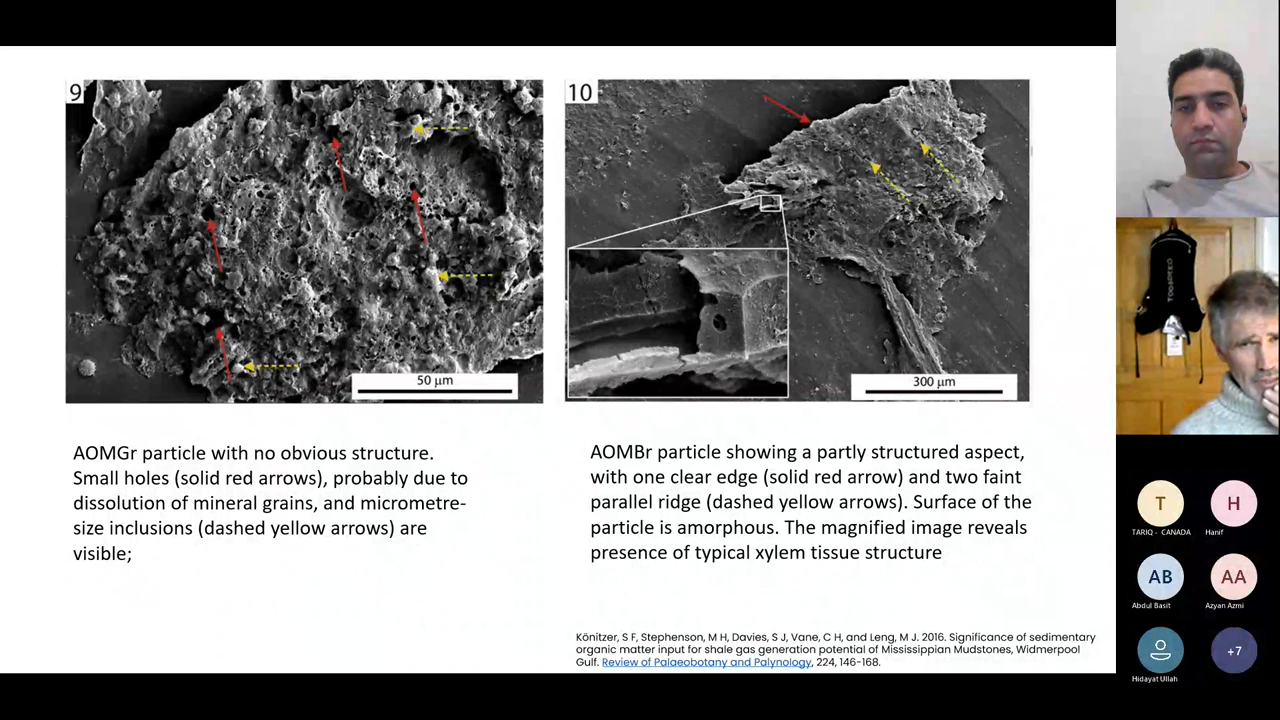 9
50 μm
10
300 μm
AOMGr particle with no obvious structure.
Small holes (solid red arrows), probably due to
dissolution of mineral grains, and micrometre-
size inclusions (dashed yellow arrows) are
visible;
AOMBr particle showing a partly structured aspect,
with one clear edge (solid red arrow) and two faint
parallel ridge (dashed yellow arrows). Surface of the
particle is amorphous. The magnified image reveals
presence of typical xylem tissue structure
Könitzer, S F, Stephenson, M H, Davies, S J, Vane, C H, and Leng, M J. 2016. Significance of sedimentary
organic matter input for shale gas generation potential of Mississippian Mudstones, Widmerpool
Gulf. Review of Palaeobotany and Palynology, 224, 146-168.
T
TARIQ - CANADA
H
Hanif
AB
Abdul Basit
AA
Azyan Azmi
Hidayat Ullah
+7